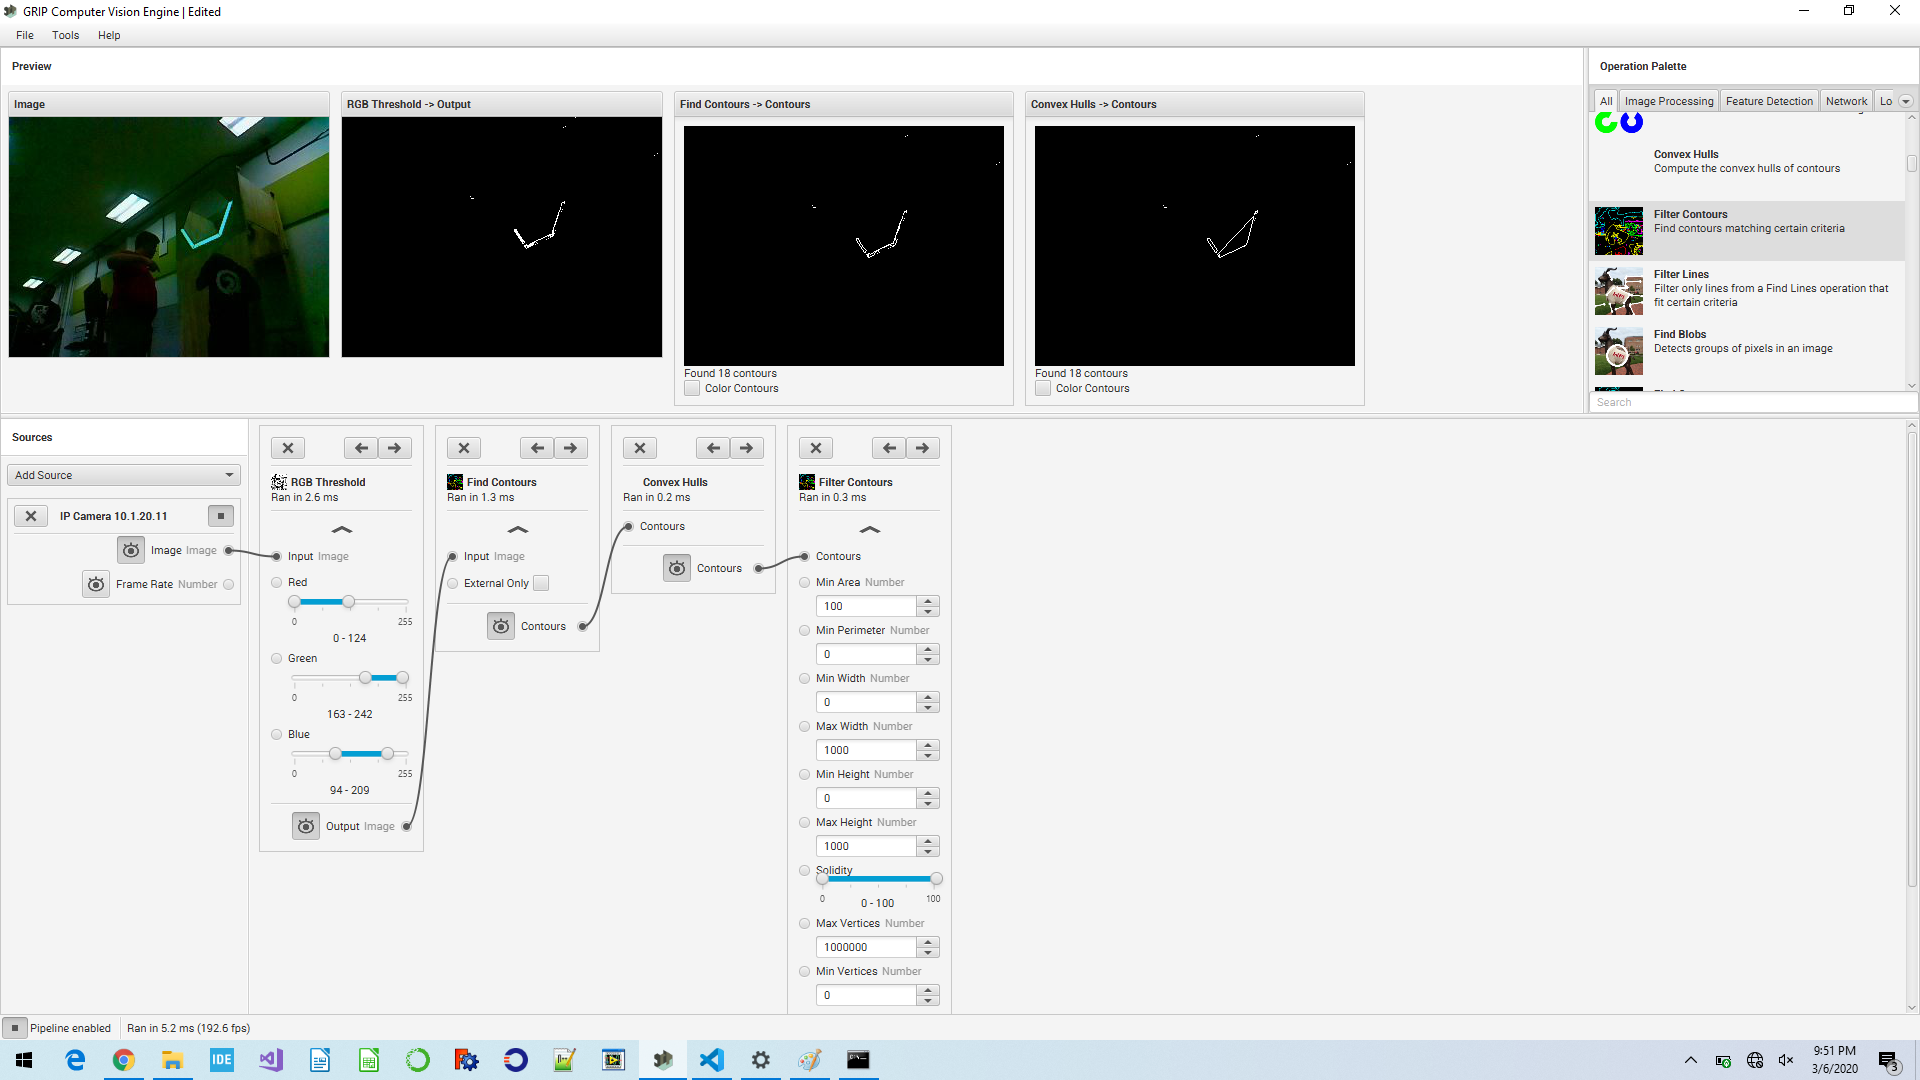 GRIP Computer Vision Engine | Edited
File Tools Help
Preview
Image
RGB Threshold -> Output
Find Contours -> Contours
Found 18 contours
Color Contours
Convex Hulls -> Contours
Found 18 contours
Color Contours
Operation Palette
All Image Processing Feature Detection Network Lo
Convex Hulls
Compute the convex hulls of contours
Filter Contours
Find contours matching certain criteria
Filter Lines
Filter only lines from a Find Lines operation that
fit certain criteria
Find Blobs
Detects groups of pixels in an image
Search
Sources
Add Source
IP Camera 10.1.20.11
Image Image
Frame Rate Number
RGB Threshold
Ran in 2.6 ms
Input Image
Red
0 255
0 - 124
Green
0 255
163 - 242
Blue
0 255
94 - 209
Output Image
Find Contours
Ran in 1.3 ms
Input Image
External Only
Contours
Convex Hulls
Ran in 0.2 ms
Contours
Contours
Filter Contours
Ran in 0.3 ms
Contours
Min Area Number
100
Min Perimeter Number
0
Min Width Number
0
Max Width Number
1000
Min Height Number
0
Max Height Number
1000
Solidity
0 0 - 100 100
Max Vertices Number
1000000
Min Vertices Number
0
Pipeline enabled Ran in 5.2 ms (192.6 fps)
IDE
9:51 PM
3/6/2020
3